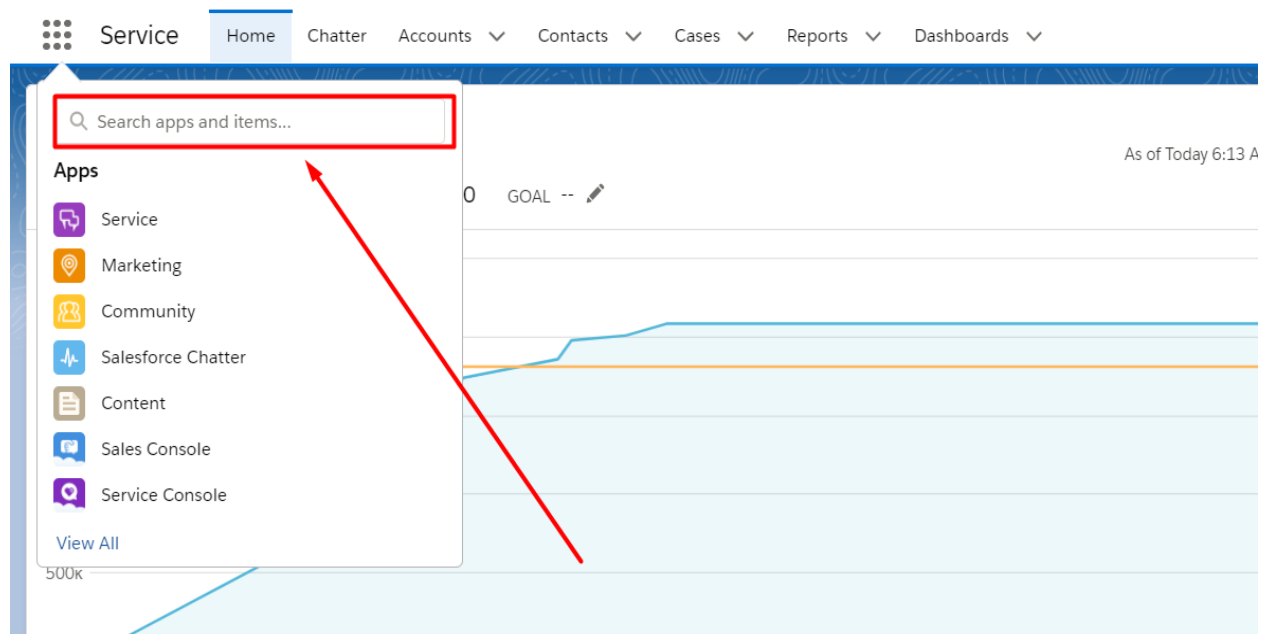 Service Home Chatter Accounts Contacts Cases Reports Dashboards
Search apps and items...
As of Today 6:13 A
Apps
0 GOAL --
Service
Marketing
Community
Salesforce Chatter
Content
Sales Console
Service Console
View All
500K